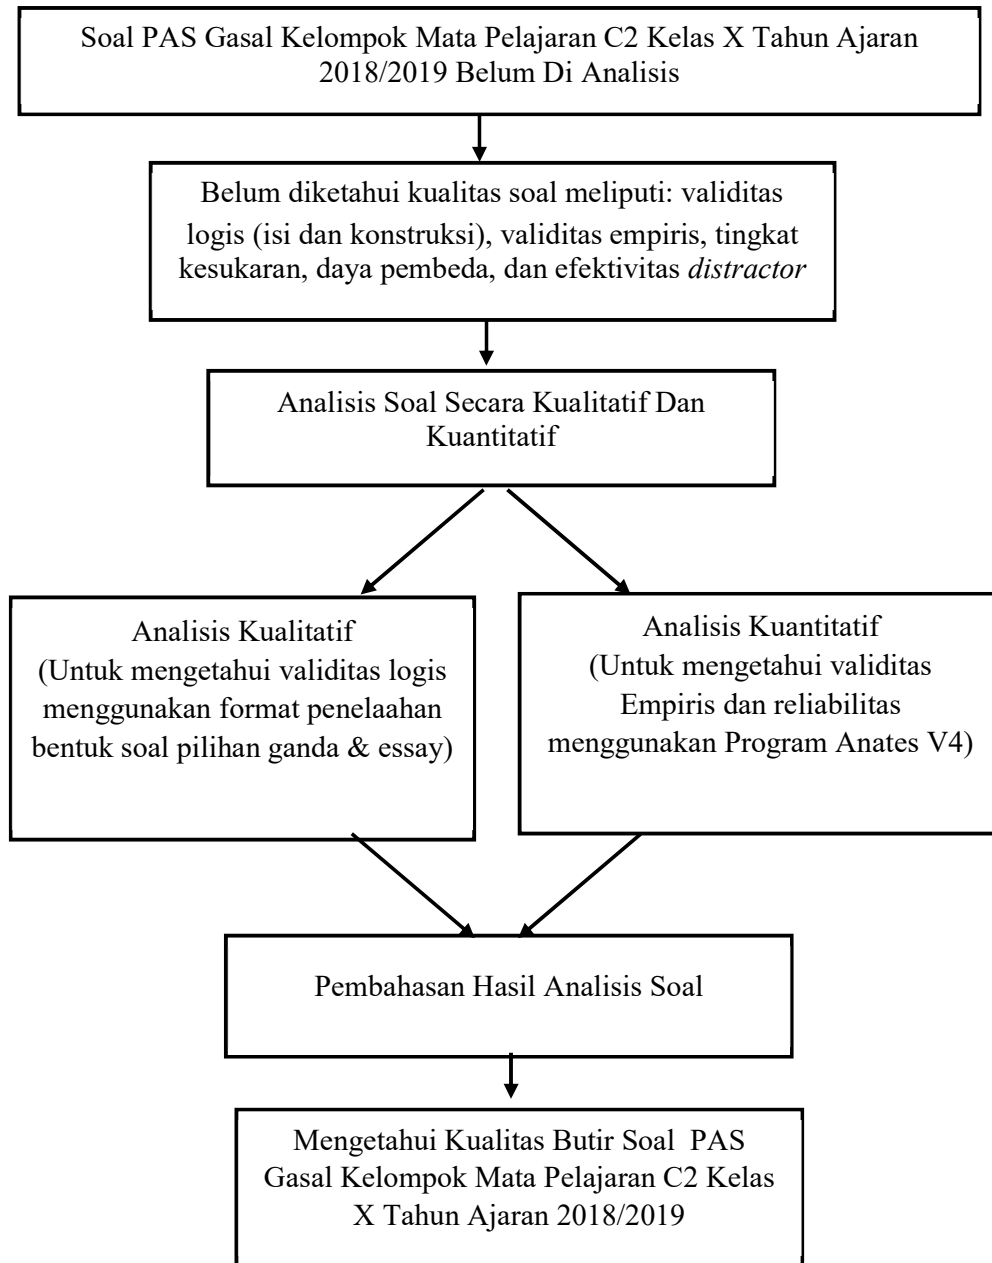 Soal PAS Gasal Kelompok Mata Pelajaran C2 Kelas X Tahun Ajaran
2018/2019 Belum Di Analisis
Belum diketahui kualitas soal meliputi: validitas
logis (isi dan konstruksi), validitas empiris, tingkat
kesukaran, daya pembeda, dan efektivitas distractor
Analisis Soal Secara Kualitatif Dan
Kuantitatif
Analisis Kualitatif
(Untuk mengetahui validitas logis
menggunakan format penelaahan
bentuk soal pilihan ganda & essay)
Analisis Kuantitatif
(Untuk mengetahui validitas
Empiris dan reliabilitas
menggunakan Program Anates V4)
Pembahasan Hasil Analisis Soal
Mengetahui Kualitas Butir Soal PAS
Gasal Kelompok Mata Pelajaran C2 Kelas
X Tahun Ajaran 2018/2019